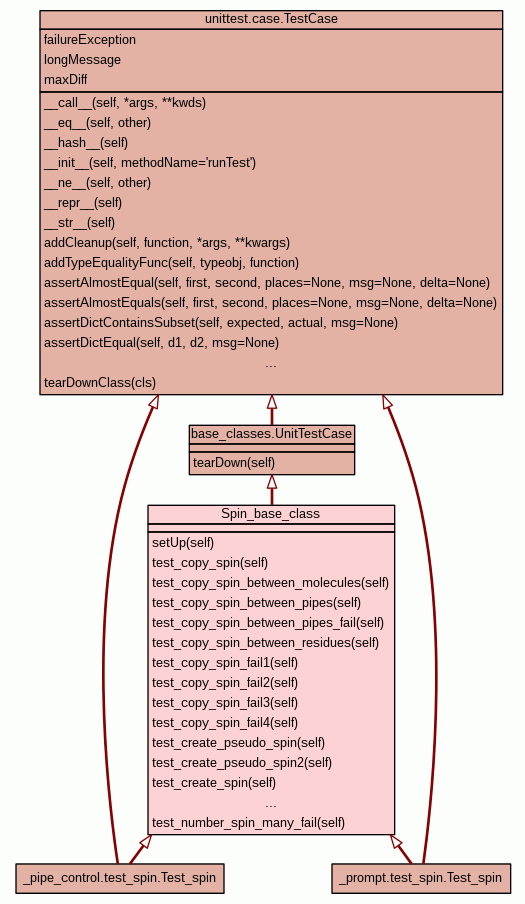 unittest.case.TestCase
failureException
longMessage
maxDiff
__call__(self, *args, **kwds)
__eq__(self, other)
__hash__(self)
__init__(self, methodName='runTest')
__ne__(self, other)
__repr__(self)
__str__(self)
addCleanup(self, function, *args, **kwargs)
addTypeEqualityFunc(self, typeobj, function)
assertAlmostEqual(self, first, second, places=None, msg=None, delta=None)
assertAlmostEquals(self, first, second, places=None, msg=None, delta=None)
assertDictContainsSubset(self, expected, actual, msg=None)
assertDictEqual(self, d1, d2, msg=None)
...
tearDownClass(cls)
base_classes.UnitTestCase
tearDown(self)
Spin_base_class
setUp(self)
test_copy_spin(self)
test_copy_spin_between_molecules(self)
test_copy_spin_between_pipes(self)
test_copy_spin_between_pipes_fail(self)
test_copy_spin_between_residues(self)
test_copy_spin_fail1(self)
test_copy_spin_fail2(self)
test_copy_spin_fail3(self)
test_copy_spin_fail4(self)
test_create_pseudo_spin(self)
test_create_pseudo_spin2(self)
test_create_spin(self)
...
test_number_spin_many_fail(self)
_pipe_control.test_spin.Test_spin
_prompt.test_spin.Test_spin